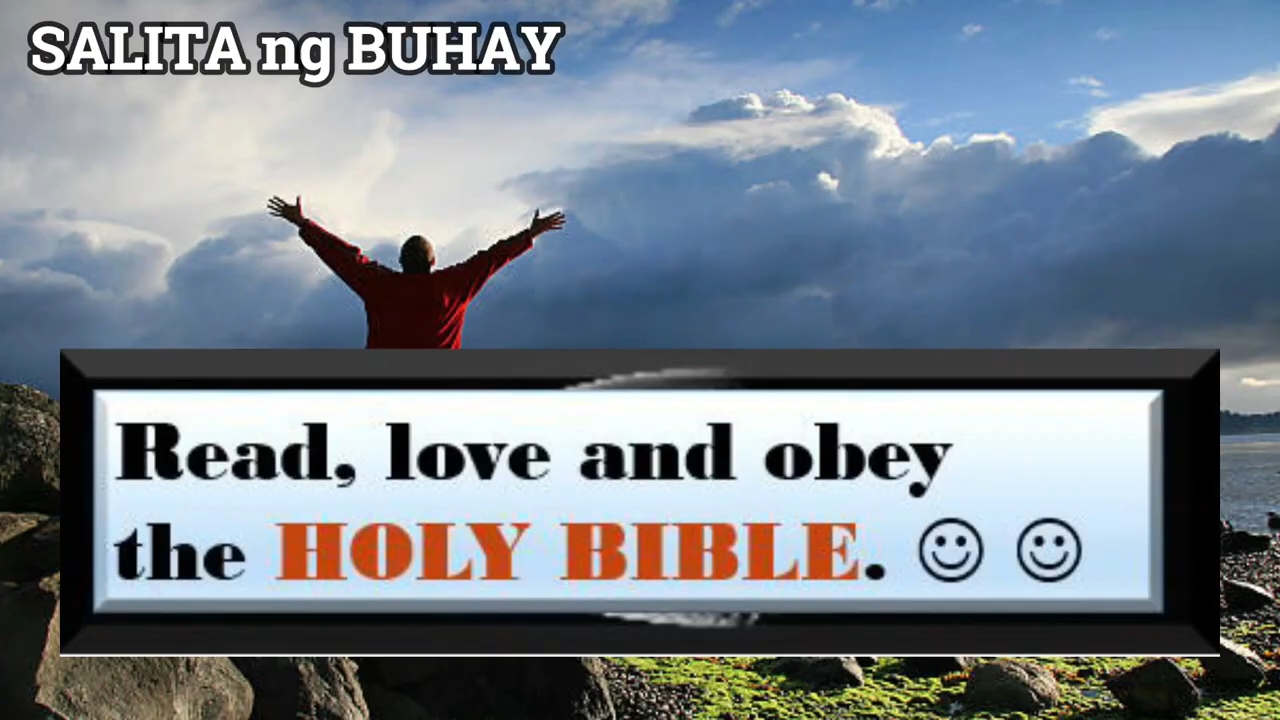 SALITA ng BUHAY
Read, love and obey
the HOLY BIBLE. ☺ ☺